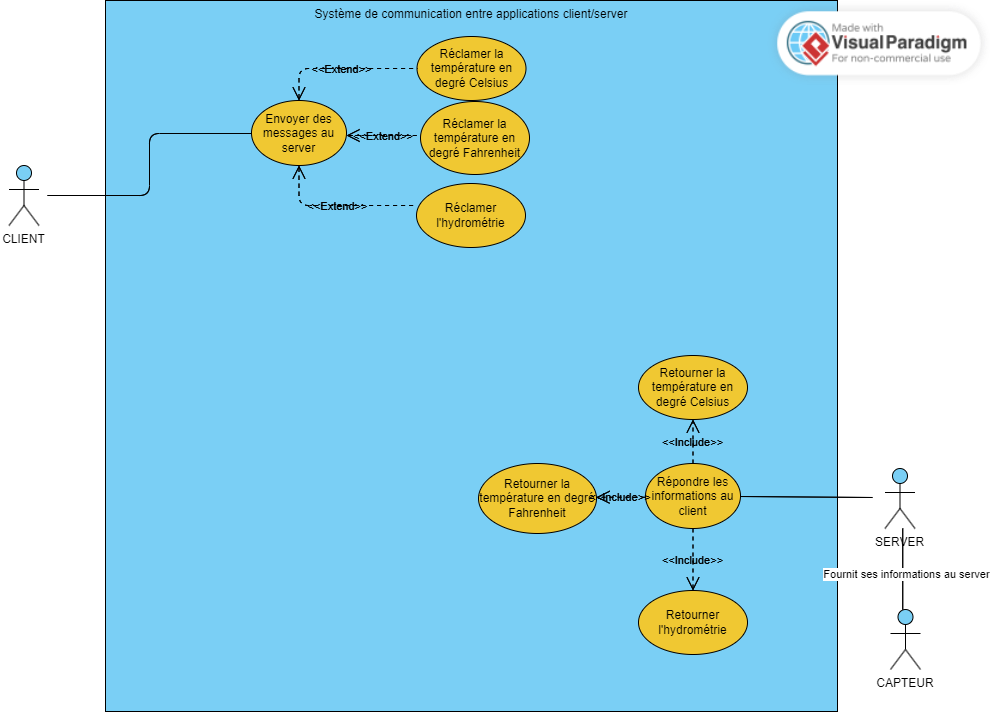 Système de communication entre applications client/server
Made with
VisualParadigm
For non-commercial use
Réclamer la
température en
degré Celsius
<<Extend>>
Envoyer des
messages au
server
Réclamer la
température en
degré Fahrenheit
<<Extend>>
Réclamer
l'hydrométrie
<<Extend>>
CLIENT
Retourner la
température en
degré Celsius
<<Include>>
Retourner la
température en degré
Fahrenheit
<<Include>>
Répondre les
informations au
client
SERVER
<<Include>>
Fournit ses informations au server
Retourner
l'hydrométrie
CAPTEUR